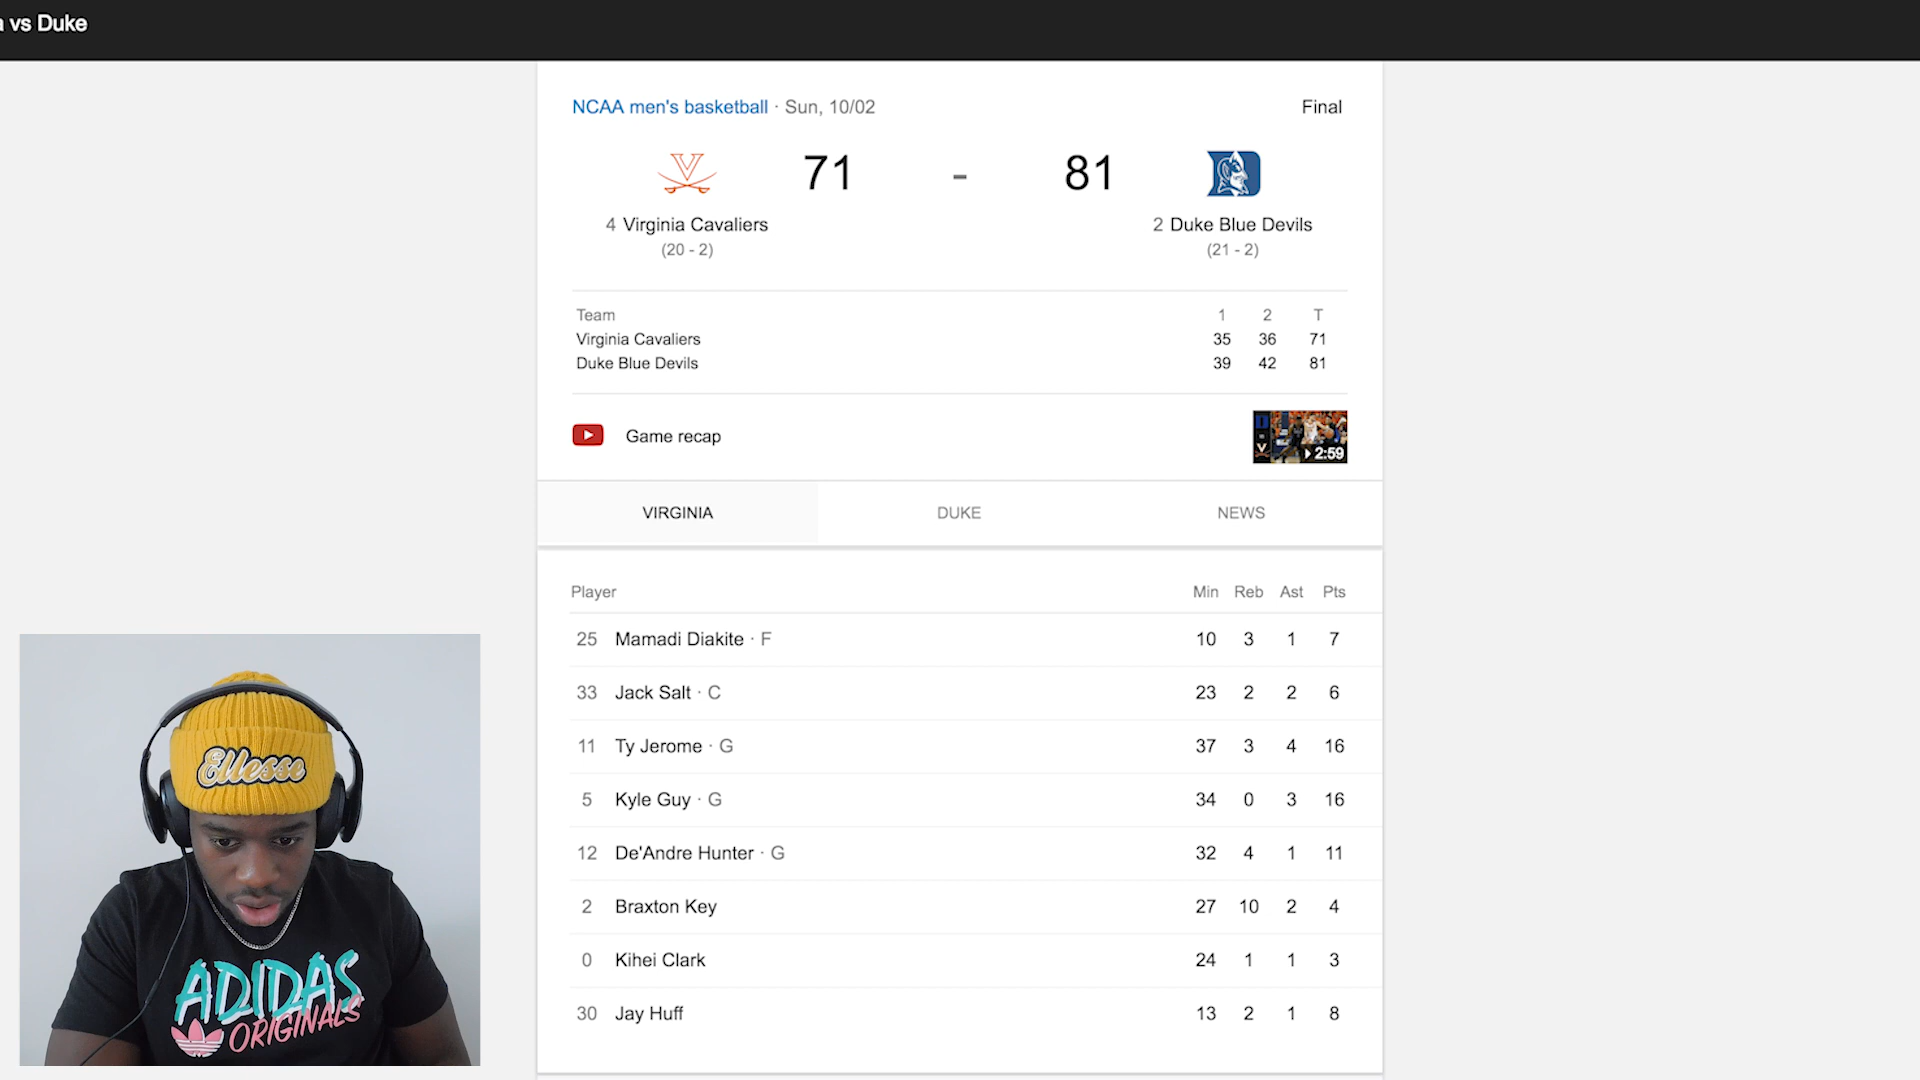 vs Duke
NCAA men's basketball · Sun, 10/02 Final
71 - 81
4 Virginia Cavaliers 2 Duke Blue Devils
(20 - 2) (21 - 2)
Team 1 2 T
Virginia Cavaliers 35 36 71
Duke Blue Devils 39 42 81
Game recap 2:59
VIRGINIA DUKE NEWS
Player Min Reb Ast Pts
25 Mamadi Diakite · F 10 3 1 7
33 Jack Salt · C 23 2 2 6
11 Ty Jerome · G 37 3 4 16
5 Kyle Guy · G 34 0 3 16
12 De'Andre Hunter · G 32 4 1 11
2 Braxton Key 27 10 2 4
0 Kihei Clark 24 1 1 3
30 Jay Huff 13 2 1 8
Ellesse
ADIDAS
ORIGINALS